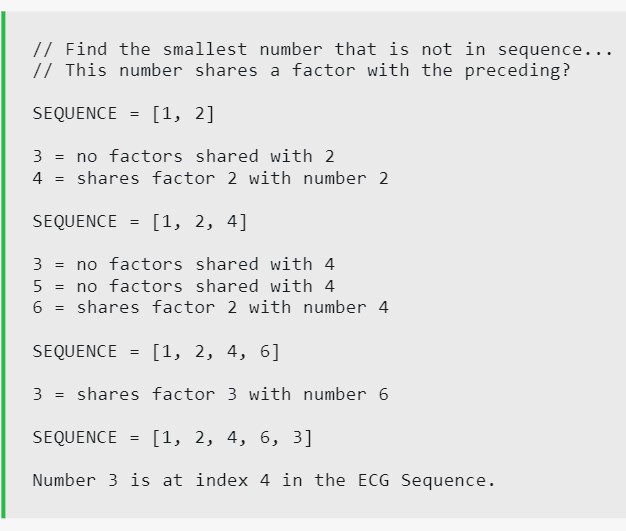 // Find the smallest number that is not in sequence...
// This number shares a factor with the preceding?
SEQUENCE = [1, 2]
3 = no factors shared with 2
4 = shares factor 2 with number 2
SEQUENCE = [1, 2, 4]
3 = no factors shared with 4
5 = no factors shared with 4
6 = shares factor 2 with number 4
SEQUENCE = [1, 2, 4, 6]
3 = shares factor 3 with number 6
SEQUENCE = [1, 2, 4, 6, 3]
Number 3 is at index 4 in the ECG Sequence.